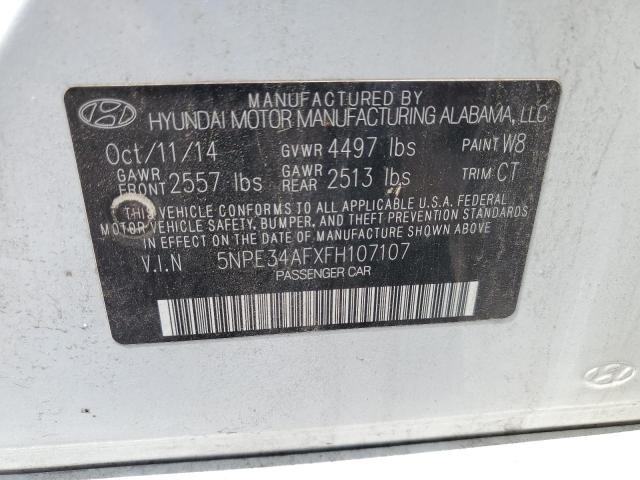 MANUFACTURED BY
HYUNDAI MOTOR MANUFACTURING ALABAMA, LLC
Oct/11/14 GVWR 4497 lbs PAINT W8
GAWR FRONT 2557 lbs GAWR REAR 2513 lbs TRIM CT
THIS VEHICLE CONFORMS TO ALL APPLICABLE U.S.A. FEDERAL
MOTOR VEHICLE SAFETY, BUMPER, AND THEFT PREVENTION STANDARDS
IN EFFECT ON THE DATE OF MANUFACTURE SHOWN ABOVE
V.I.N 5NPE34AFXFH107107
PASSENGER CAR